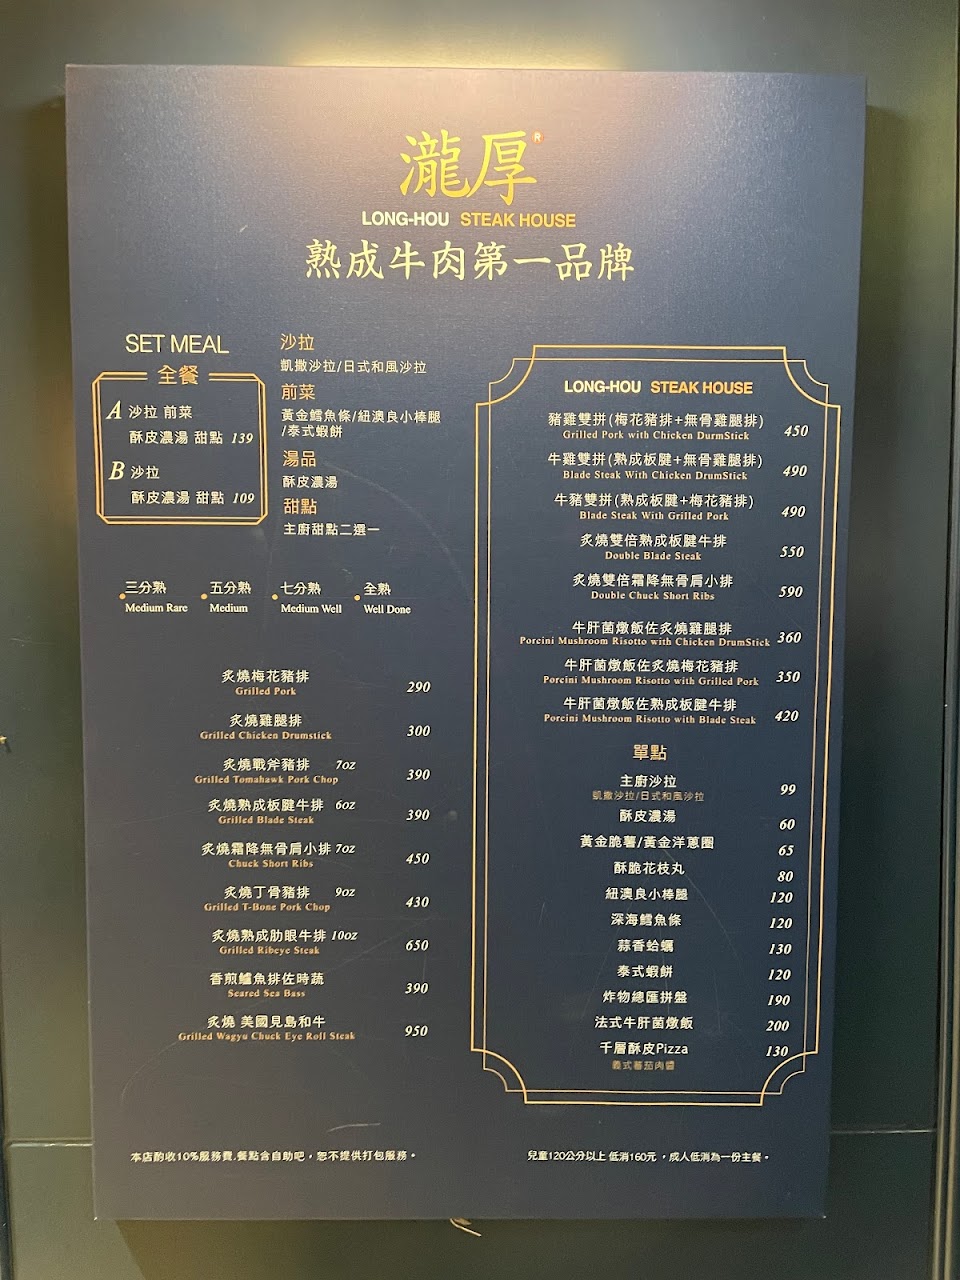 瀧厚®
LONG-HOU STEAK HOUSE
熟成牛肉第一品牌
SET MEAL
全餐
A 沙拉 前菜
酥皮濃湯 甜點 139
B 沙拉
酥皮濃湯 甜點 109
沙拉
凱撒沙拉/日式和風沙拉
前菜
黃金鱈魚條/紐澳良小棒腿
/泰式蝦餅
湯品
酥皮濃湯
甜點
主廚甜點二選一
三分熟 五分熟 七分熟 全熟
Medium Rare Medium Medium Well Well Done
炙燒梅花豬排
Grilled Pork 290
炙燒雞腿排
Grilled Chicken Drumstick 300
炙燒戰斧豬排 7oz
Grilled Tomahawk Pork Chop 390
炙燒熟成板腱牛排 6oz
Grilled Blade Steak 390
炙燒霜降無骨肩小排 7oz
Chuck Short Ribs 450
炙燒丁骨豬排 9oz
Grilled T-Bone Pork Chop 430
炙燒熟成肋眼牛排 10oz
Grilled Ribeye Steak 650
香煎鱸魚排佐時蔬
Seared Sea Bass 390
炙燒 美國見島和牛
Grilled Wagyu Chuck Eye Roll Steak 950
LONG-HOU STEAK HOUSE
豬雞雙拼(梅花豬排+無骨雞腿排)
Grilled Pork with Chicken DurmStick 450
牛雞雙拼(熟成板腱+無骨雞腿排)
Blade Steak With Chicken DrumStick 490
牛豬雙拼(熟成板腱+梅花豬排)
Blade Steak With Grilled Pork 490
炙燒雙倍熟成板腱牛排
Double Blade Steak 550
炙燒雙倍霜降無骨肩小排
Double Chuck Short Ribs 590
牛肝菌燉飯佐炙燒雞腿排
Porcini Mushroom Risotto with Chicken DrumStick 360
牛肝菌燉飯佐炙燒梅花豬排
Porcini Mushroom Risotto with Grilled Pork 350
牛肝菌燉飯佐熟成板腱牛排
Porcini Mushroom Risotto with Blade Steak 420
單點
主廚沙拉 99
凱撒沙拉/日式和風沙拉
酥皮濃湯 60
黃金脆薯/黃金洋蔥圈 65
酥脆花枝丸 80
紐澳良小棒腿 120
深海鱈魚條 120
蒜香蛤蠣 130
泰式蝦餅 120
炸物總匯拼盤 190
法式牛肝菌燉飯 200
千層酥皮Pizza 130
義式蕃茄肉醬
本店酌收10%服務費,餐點含自助吧，恕不提供打包服務。
兒童120公分以上 低消160元，成人低消為一份主餐。